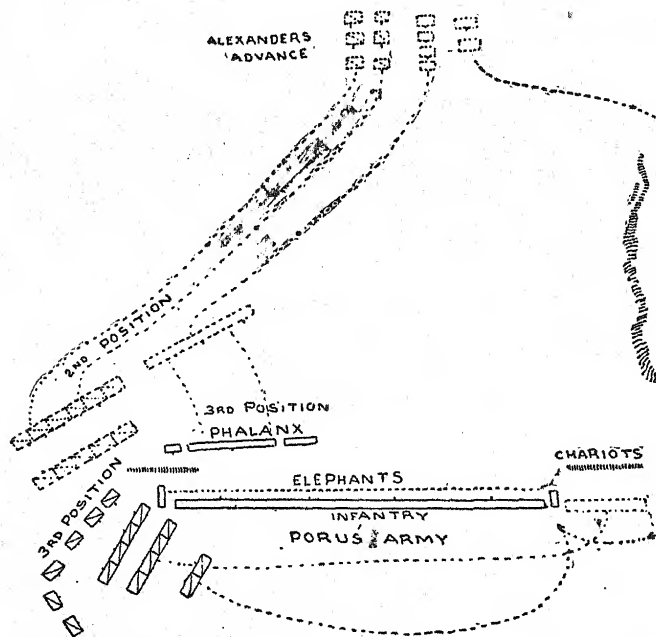 ALEXANDERS
'ADVANCE'
2ND POSITION
3RD POSITION
PHALANX
CHARIOTS
ELEPHANTS
3RD POSITION
INFANTRY
PORUS ARMY